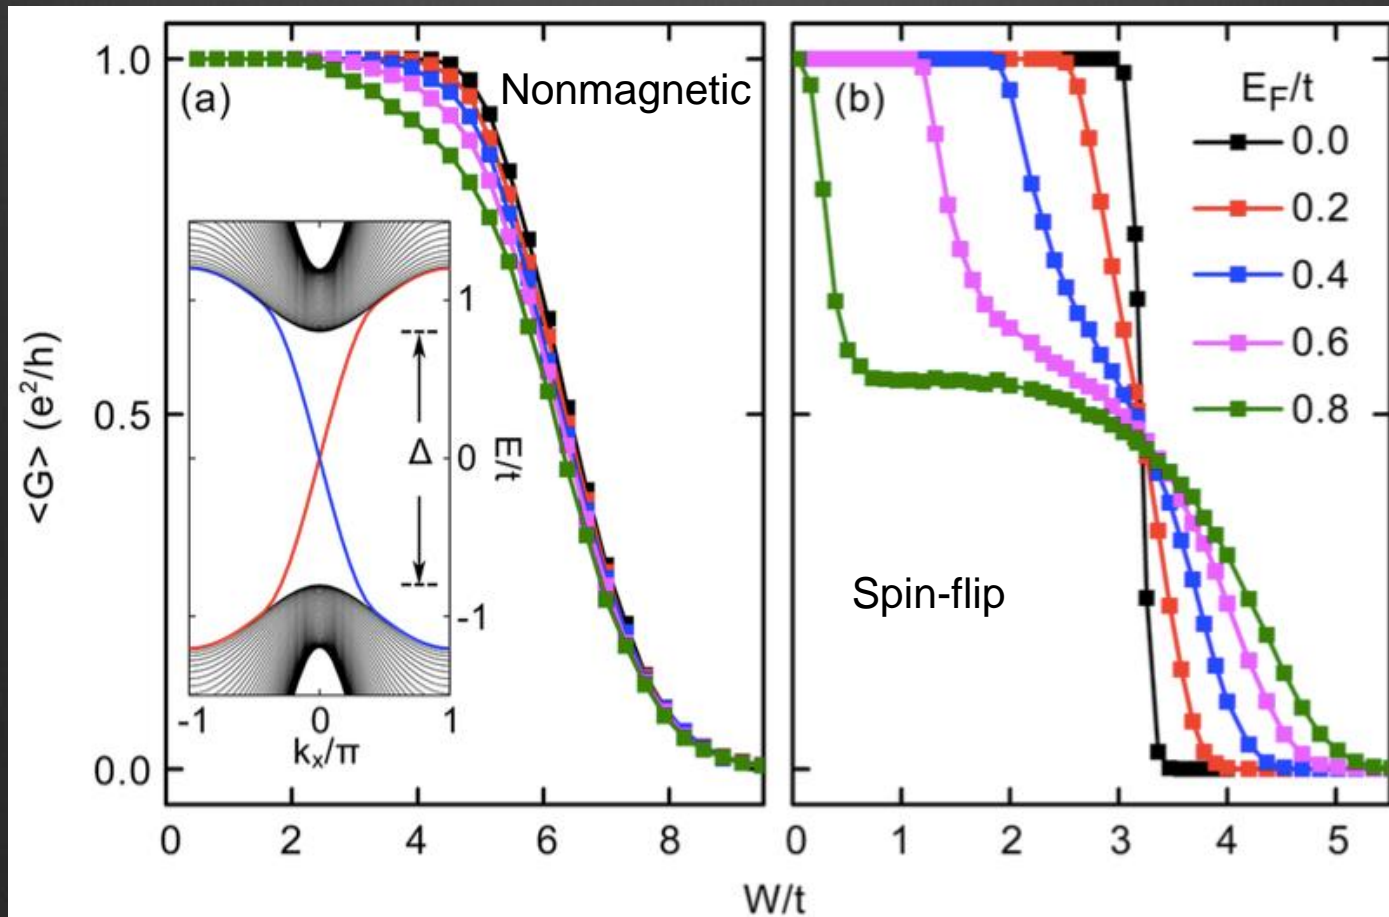 <G> (e²/h)
1.0
0.5
0.0
(a)
Nonmagnetic
1
0
-1
E/t
Δ
-1 0 1
kₓ/π
0 2 4 6 8
(b)
Spin-flip
E_F/t
0.0
0.2
0.4
0.6
0.8
0 1 2 3 4 5
W/t